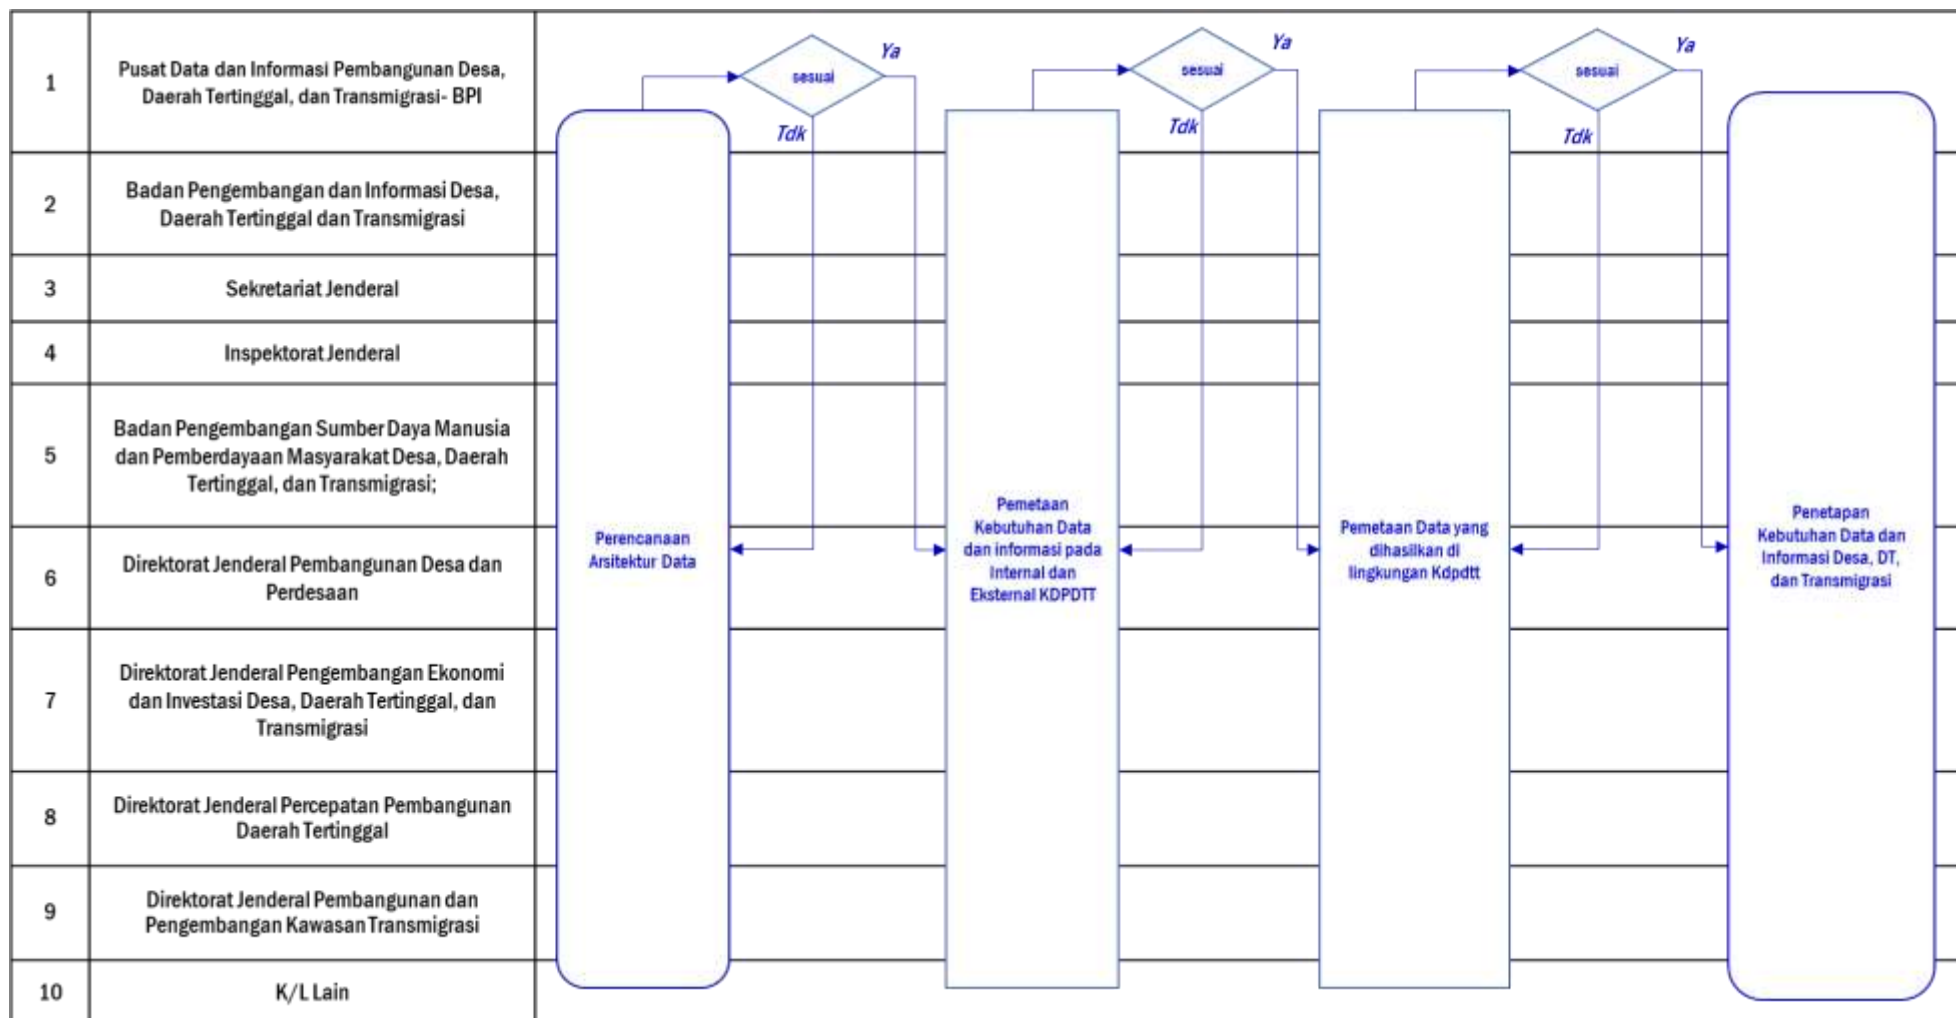 1
Pusat Data dan Informasi Pembangunan Desa,
Daerah Tertinggal, dan Transmigrasi- BPI
2
Badan Pengembangan dan Informasi Desa,
Daerah Tertinggal dan Transmigrasi
3
Sekretariat Jenderal
4
Inspektorat Jenderal
5
Badan Pengembangan Sumber Daya Manusia
dan Pemberdayaan Masyarakat Desa, Daerah
Tertinggal, dan Transmigrasi;
6
Direktorat Jenderal Pembangunan Desa dan
Perdesaan
7
Direktorat Jenderal Pengembangan Ekonomi
dan Investasi Desa, Daerah Tertinggal, dan
Transmigrasi
8
Direktorat Jenderal Percepatan Pembangunan
Daerah Tertinggal
9
Direktorat Jenderal Pembangunan dan
Pengembangan Kawasan Transmigrasi
10
K/L Lain
Perencanaan
Arsitektur Data
sesuai
Ya
Tdk
Pemetaan
Kebutuhan Data
dan informasi pada
Internal dan
Eksternal KDPDTT
sesuai
Ya
Tdk
Pemetaan Data yang
dihasilkan di
lingkungan Kdpdtt
sesuai
Ya
Tdk
Penetapan
Kebutuhan Data dan
Informasi Desa, DT,
dan Transmigrasi